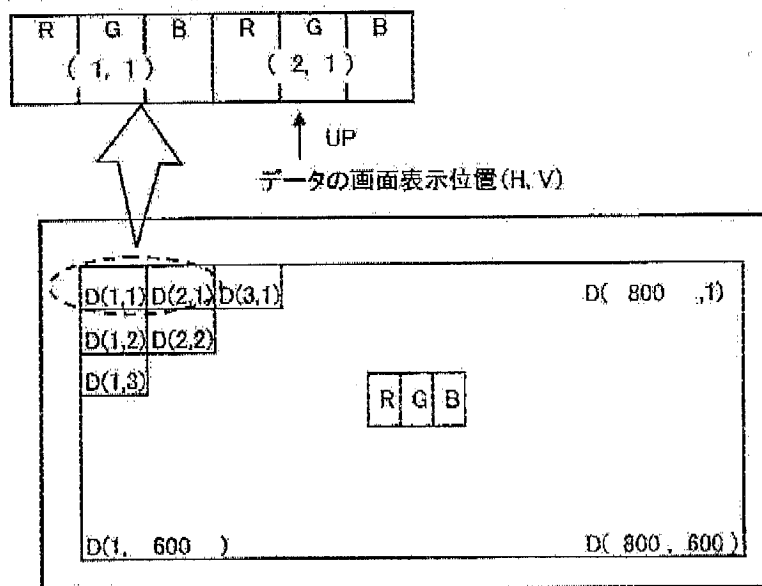 R G B R G B
( 1, 1 ) ( 2, 1 )
UP
データの画面表示位置(H, V)
D(1,1) D(2,1) D(3,1) D( 800 ,1)
D(1,2) D(2,2)
D(1,3)
R G B
D(1, 600 ) D( 800 , 600 )